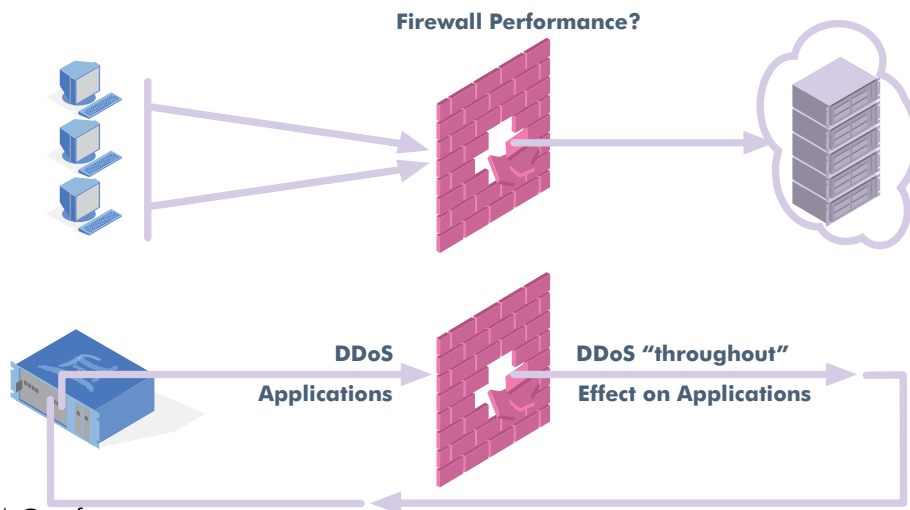 Firewall Performance?
DDoS
Applications
DDoS “throughout”
Effect on Applications